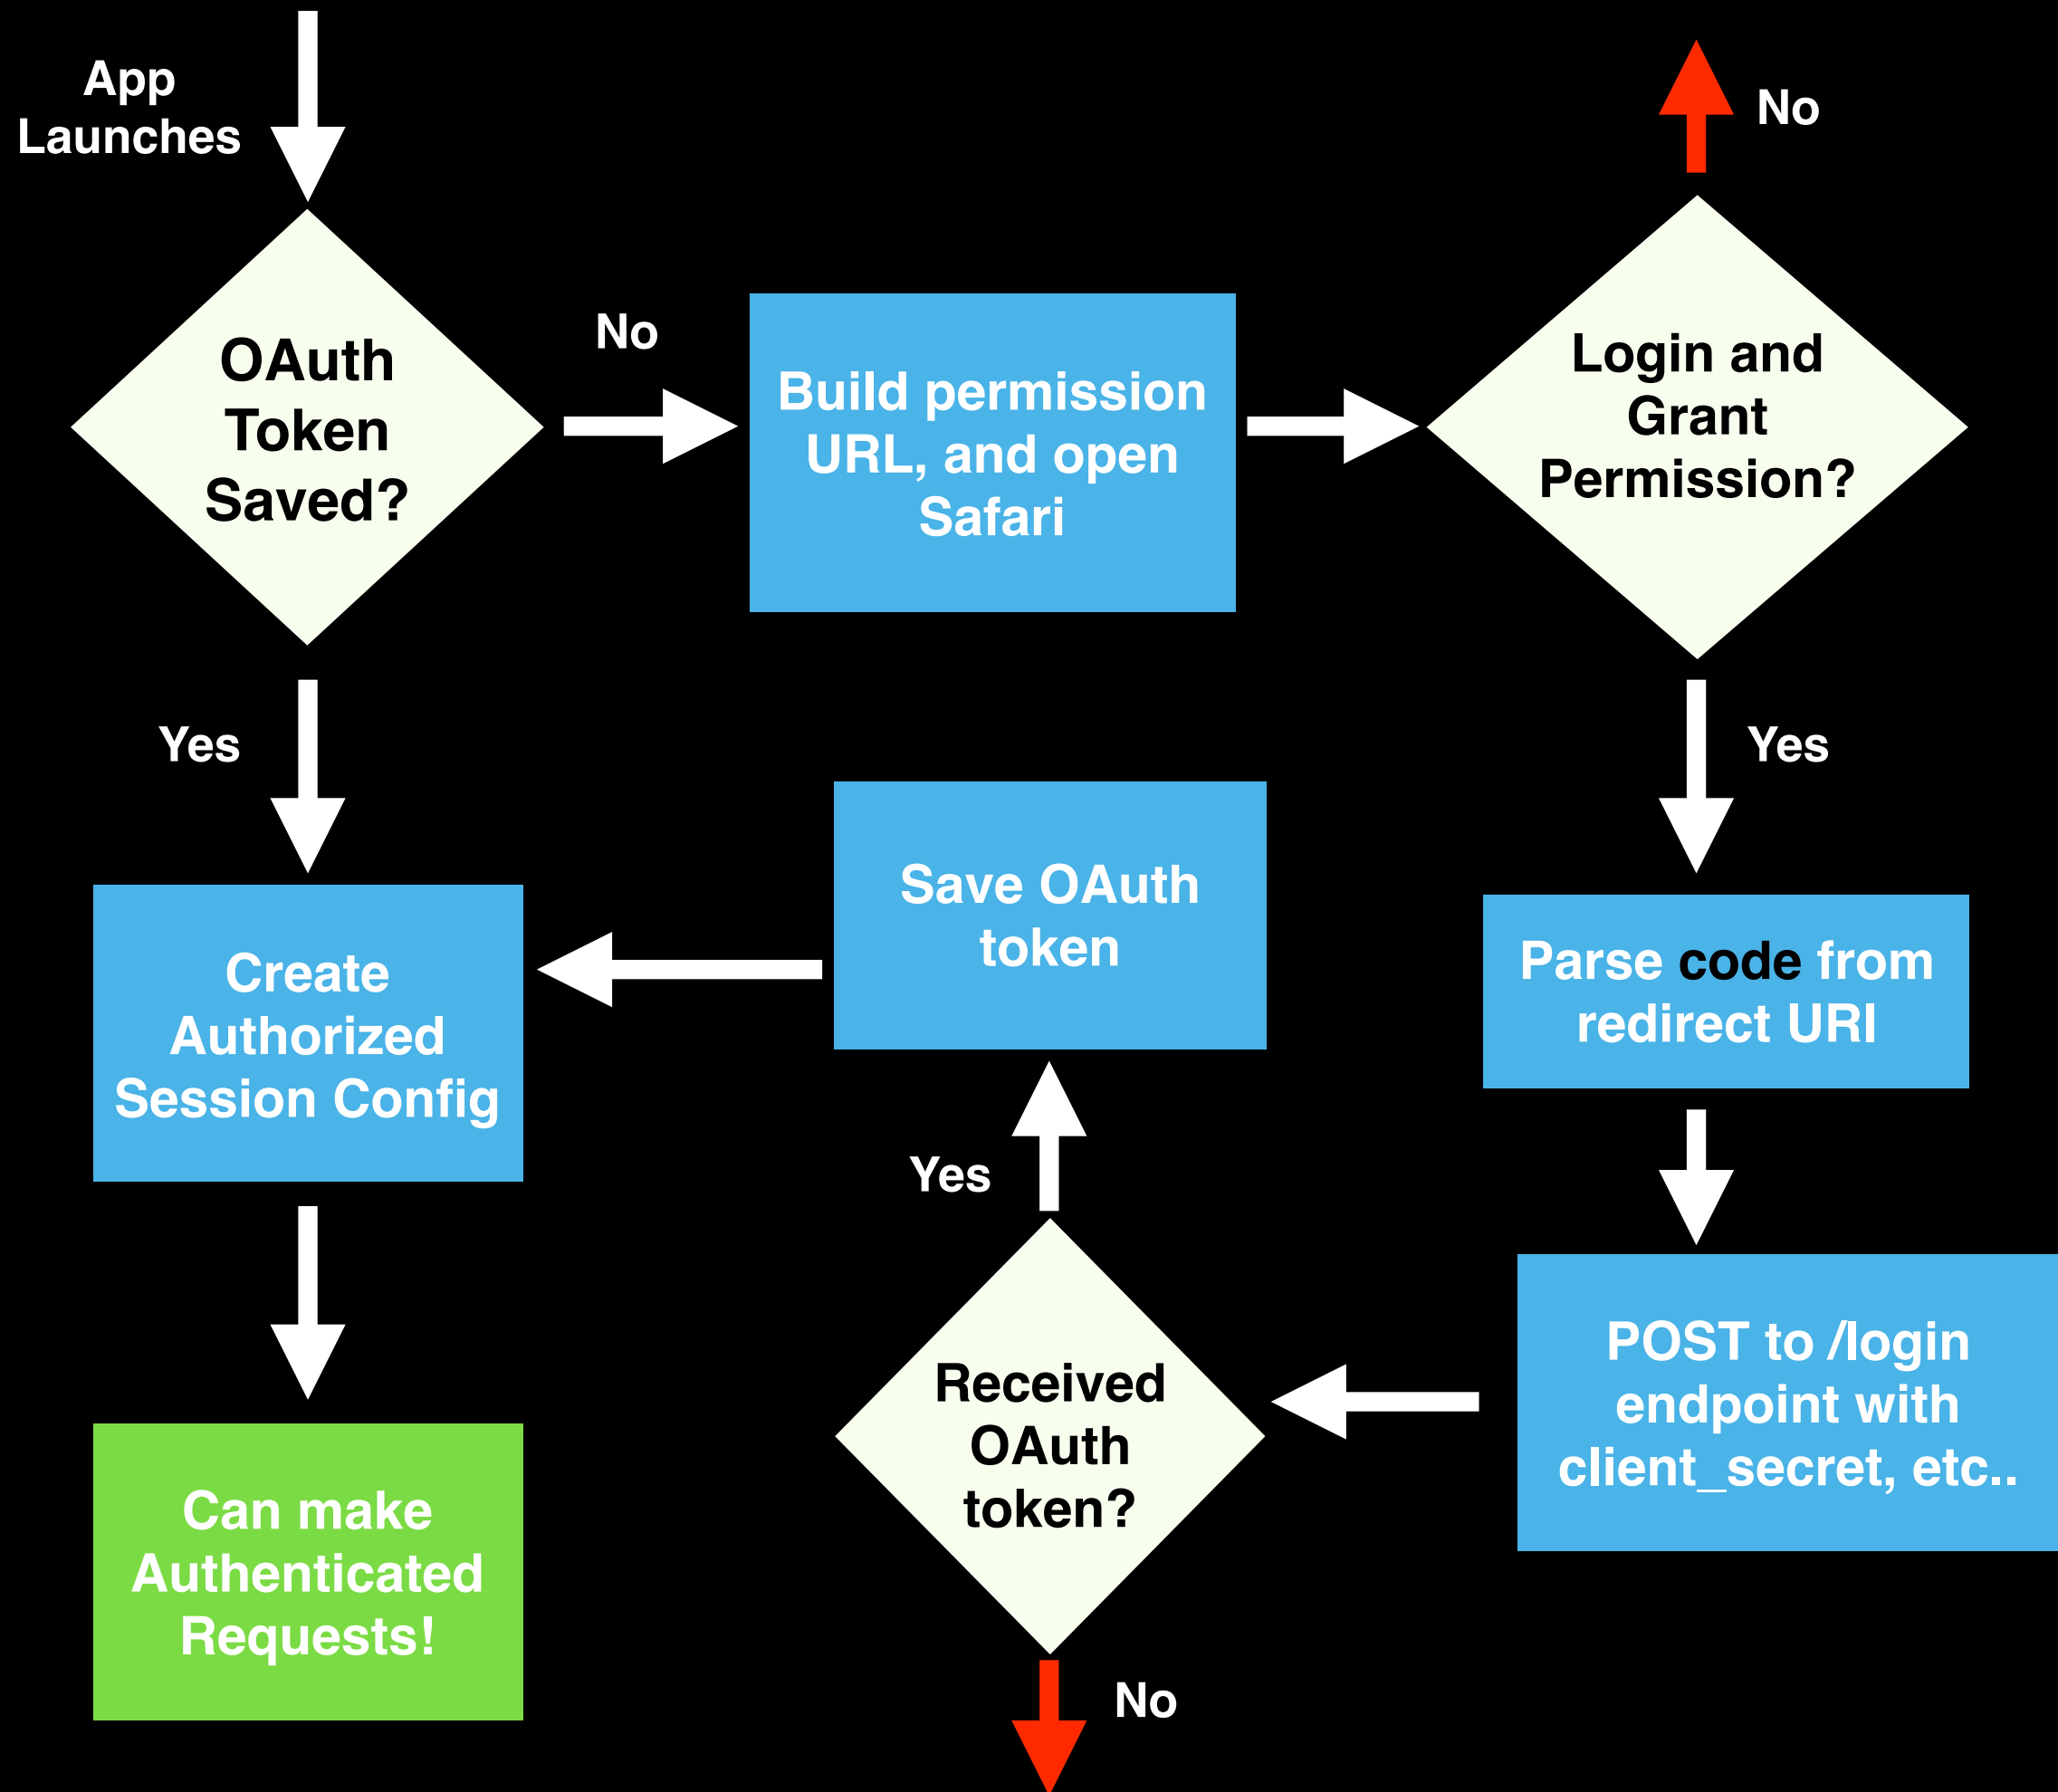 App
Launches
No
OAuth
Token
Saved?
No
Build permission
URL, and open
Safari
Login and
Grant
Permission?
Yes
Yes
Save OAuth
token
Create
Authorized
Session Config
Parse code from
redirect URI
Yes
POST to /login
endpoint with
client_secret, etc..
Received
OAuth
token?
Can make
Authenticated
Requests!
No